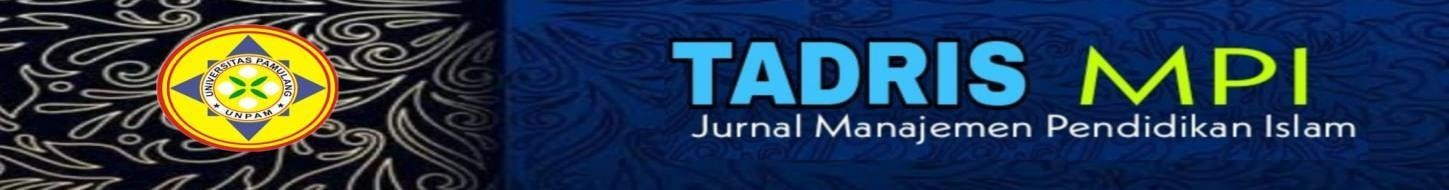 UNIVERSITAS PAMULANG
UNPAM
TADRIS MPI
Jurnal Manajemen Pendidikan Islam